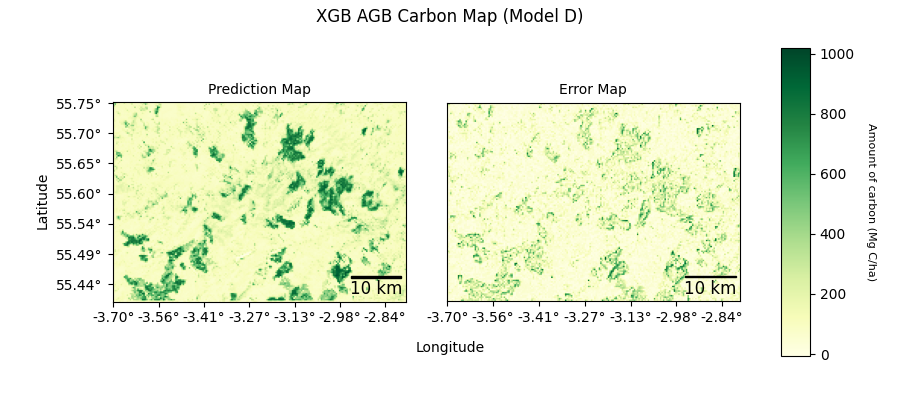 XGB AGB Carbon Map (Model D)
Prediction Map
Error Map
55.75°
55.70°
55.65°
55.60°
55.54°
55.49°
55.44°
Latitude
10 km
10 km
-3.70° -3.56° -3.41° -3.27° -3.13° -2.98° -2.84°
-3.70° -3.56° -3.41° -3.27° -3.13° -2.98° -2.84°
Longitude
1000
800
600
400
200
0
Amount of carbon (Mg C/ha)